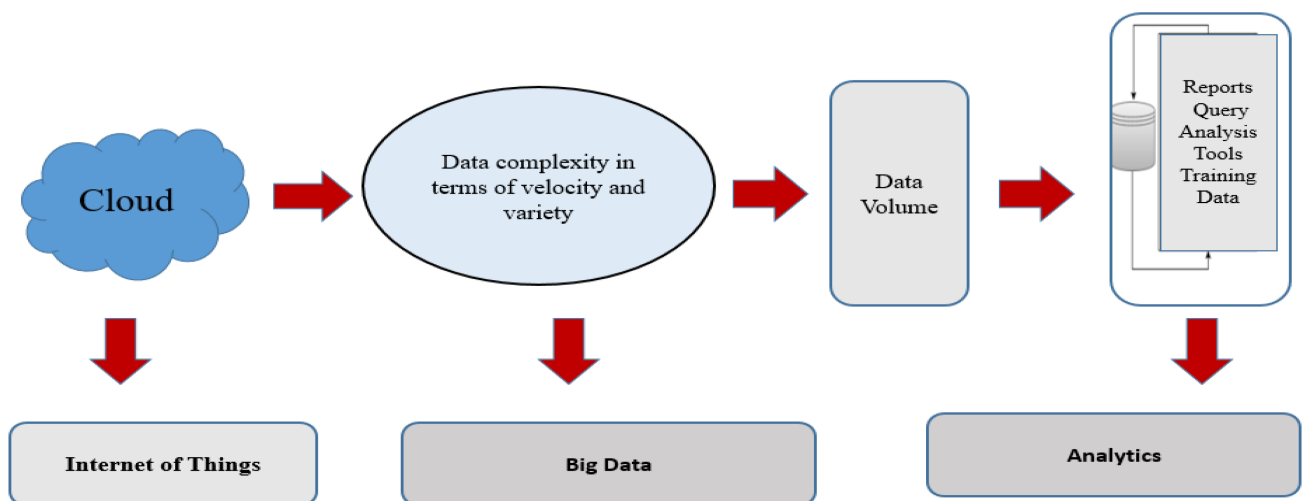 Cloud
Data complexity in
terms of velocity and
variety
Data
Volume
Reports
Query
Analysis
Tools
Training
Data
Internet of Things
Big Data
Analytics